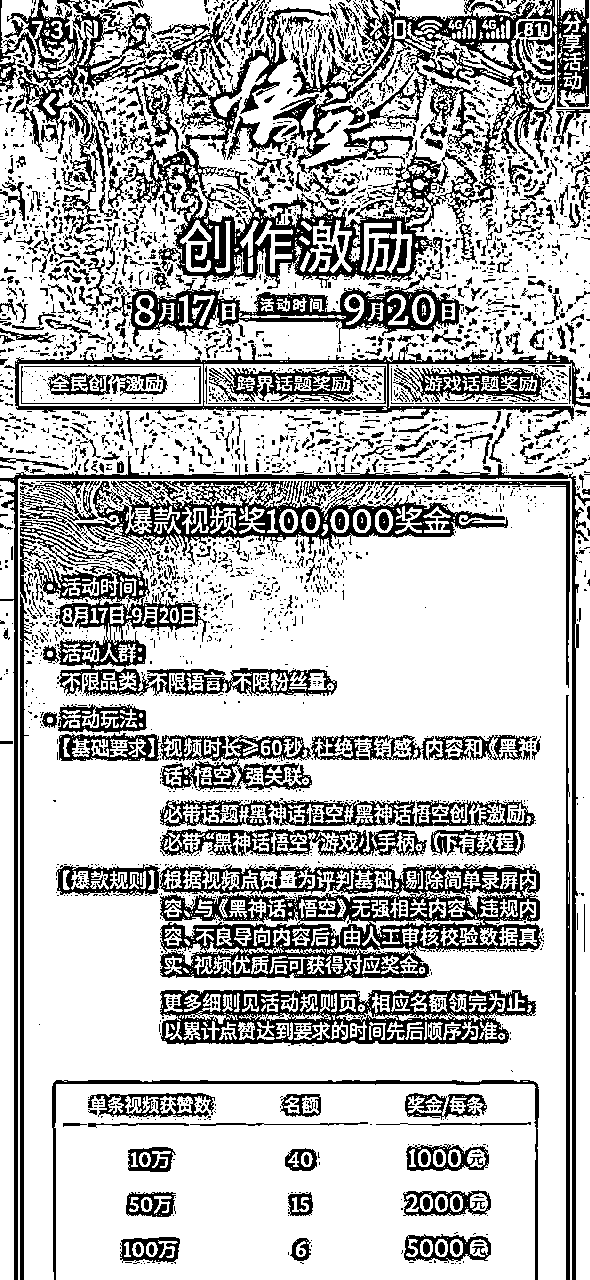 7:31
4G 4G 81
分享活动
悟空
创作激励
8月17日 活动时间 9月20日
全民创作激励 跨界话题奖励 游戏话题奖励
爆款视频奖100,000奖金
活动时间:
8月17日-9月20日
活动人群:
不限品类, 不限语言, 不限粉丝量。
活动玩法:
【基础要求】视频时长≥60秒, 杜绝营销感, 内容和《黑神
话: 悟空》强关联。
必带话题#黑神话悟空#黑神话悟空创作激励,
必带“黑神话悟空”游戏小手柄。(下有教程)
【爆款规则】根据视频点赞量为评判基础, 剔除简单录屏内
容、与《黑神话: 悟空》无强相关内容、违规内
容、不良导向内容后, 由人工审核校验数据真
实、视频优质后可获得对应奖金。
更多细则见活动规则页。相应名额领完为止,
以累计点赞达到要求的时间先后顺序为准。
单条视频获赞数 名额 奖金/每条
10万 40 1000元
50万 15 2000元
100万 6 5000元